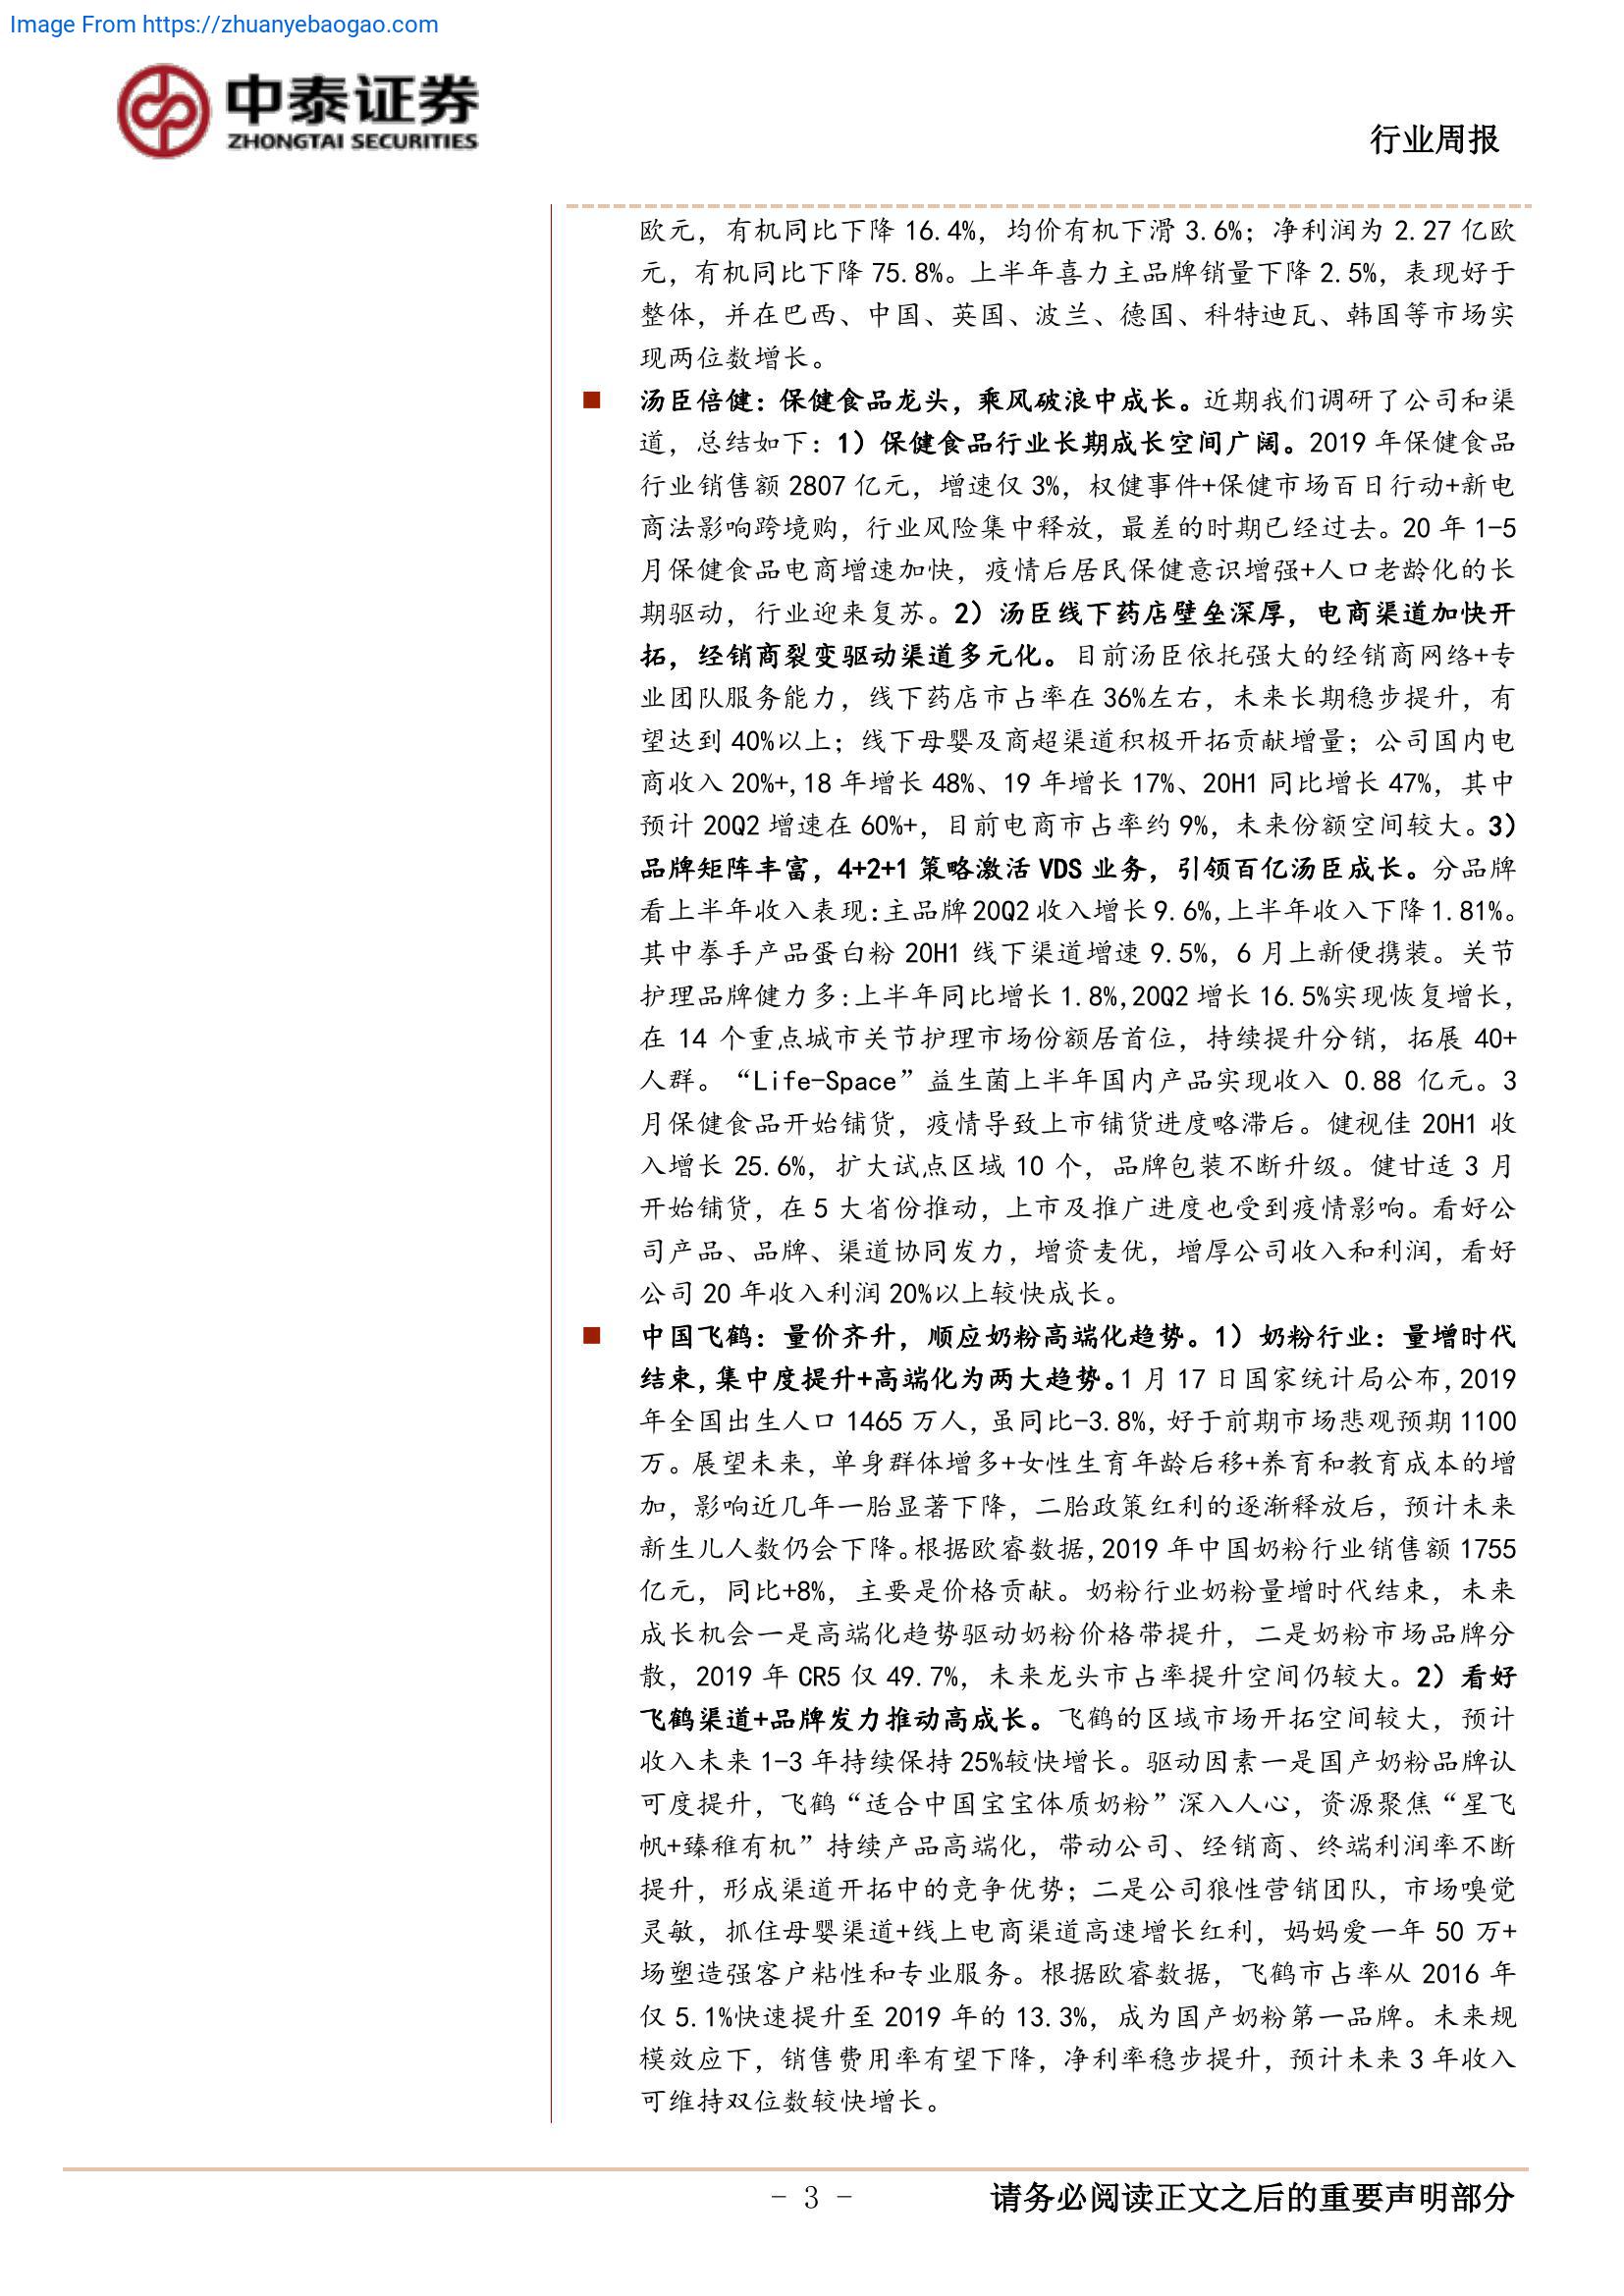 Image From https://zhuanyebaogao.com
中泰证券
ZHONGTAI SECURITIES
行业周报
欧元，有机同比下降 16.4%，均价有机下滑 3.6%；净利润为 2.27 亿欧
元，有机同比下降 75.8%。上半年喜力主品牌销量下降 2.5%，表现好于
整体，并在巴西、中国、英国、波兰、德国、科特迪瓦、韩国等市场实
现两位数增长。
■ 汤臣倍健：保健食品龙头，乘风破浪中成长。近期我们调研了公司和渠
道，总结如下：1）保健食品行业长期成长空间广阔。2019 年保健食品
行业销售额 2807 亿元，增速仅 3%，权健事件+保健市场百日行动+新电
商法影响跨境购，行业风险集中释放，最差的时期已经过去。20 年 1-5
月保健食品电商增速加快，疫情后居民保健意识增强+人口老龄化的长
期驱动，行业迎来复苏。2）汤臣线下药店壁垒深厚，电商渠道加快开
拓，经销商裂变驱动渠道多元化。目前汤臣依托强大的经销商网络+专
业团队服务能力，线下药店市占率在 36%左右，未来长期稳步提升，有
望达到 40%以上；线下母婴及商超渠道积极开拓贡献增量；公司国内电
商收入 20%+,18 年增长 48%、19 年增长 17%、20H1 同比增长 47%，其中
预计 20Q2 增速在 60%+，目前电商市占率约 9%，未来份额空间较大。3）
品牌矩阵丰富，4+2+1 策略激活 VDS 业务，引领百亿汤臣成长。分品牌
看上半年收入表现:主品牌 20Q2 收入增长 9.6%,上半年收入下降 1.81%。
其中拳手产品蛋白粉 20H1 线下渠道增速 9.5%，6 月上新便携装。关节
护理品牌健力多:上半年同比增长 1.8%,20Q2 增长 16.5%实现恢复增长，
在 14 个重点城市关节护理市场份额居首位，持续提升分销，拓展 40+
人群。“Life-Space”益生菌上半年国内产品实现收入 0.88 亿元。3
月保健食品开始铺货，疫情导致上市铺货进度略滞后。健视佳 20H1 收
入增长 25.6%，扩大试点区域 10 个，品牌包装不断升级。健甘适 3 月
开始铺货，在 5 大省份推动，上市及推广进度也受到疫情影响。看好公
司产品、品牌、渠道协同发力，增资麦优，增厚公司收入和利润，看好
公司 20 年收入利润 20%以上较快成长。
■ 中国飞鹤：量价齐升，顺应奶粉高端化趋势。1）奶粉行业：量增时代
结束,集中度提升+高端化为两大趋势。1 月 17 日国家统计局公布,2019
年全国出生人口 1465 万人,虽同比-3.8%,好于前期市场悲观预期 1100
万。展望未来，单身群体增多+女性生育年龄后移+养育和教育成本的增
加，影响近几年一胎显著下降，二胎政策红利的逐渐释放后，预计未来
新生儿人数仍会下降。根据欧睿数据,2019 年中国奶粉行业销售额 1755
亿元，同比+8%，主要是价格贡献。奶粉行业奶粉量增时代结束，未来
成长机会一是高端化趋势驱动奶粉价格带提升，二是奶粉市场品牌分
散，2019 年 CR5 仅 49.7%，未来龙头市占率提升空间仍较大。2）看好
飞鹤渠道+品牌发力推动高成长。飞鹤的区域市场开拓空间较大，预计
收入未来 1-3 年持续保持 25%较快增长。驱动因素一是国产奶粉品牌认
可度提升，飞鹤“适合中国宝宝体质奶粉”深入人心，资源聚焦“星飞
帆+臻稚有机”持续产品高端化，带动公司、经销商、终端利润率不断
提升，形成渠道开拓中的竞争优势；二是公司狼性营销团队，市场嗅觉
灵敏，抓住母婴渠道+线上电商渠道高速增长红利，妈妈爱一年 50 万+
场塑造强客户粘性和专业服务。根据欧睿数据，飞鹤市占率从 2016 年
仅 5.1%快速提升至 2019 年的 13.3%，成为国产奶粉第一品牌。未来规
模效应下，销售费用率有望下降，净利率稳步提升，预计未来 3 年收入
可维持双位数较快增长。
- 3 -
请务必阅读正文之后的重要声明部分